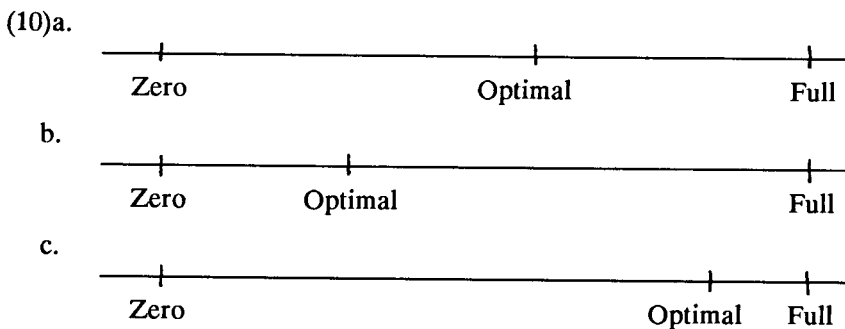 (10)a.
Zero Optimal Full
b.
Zero Optimal Full
c.
Zero Optimal Full